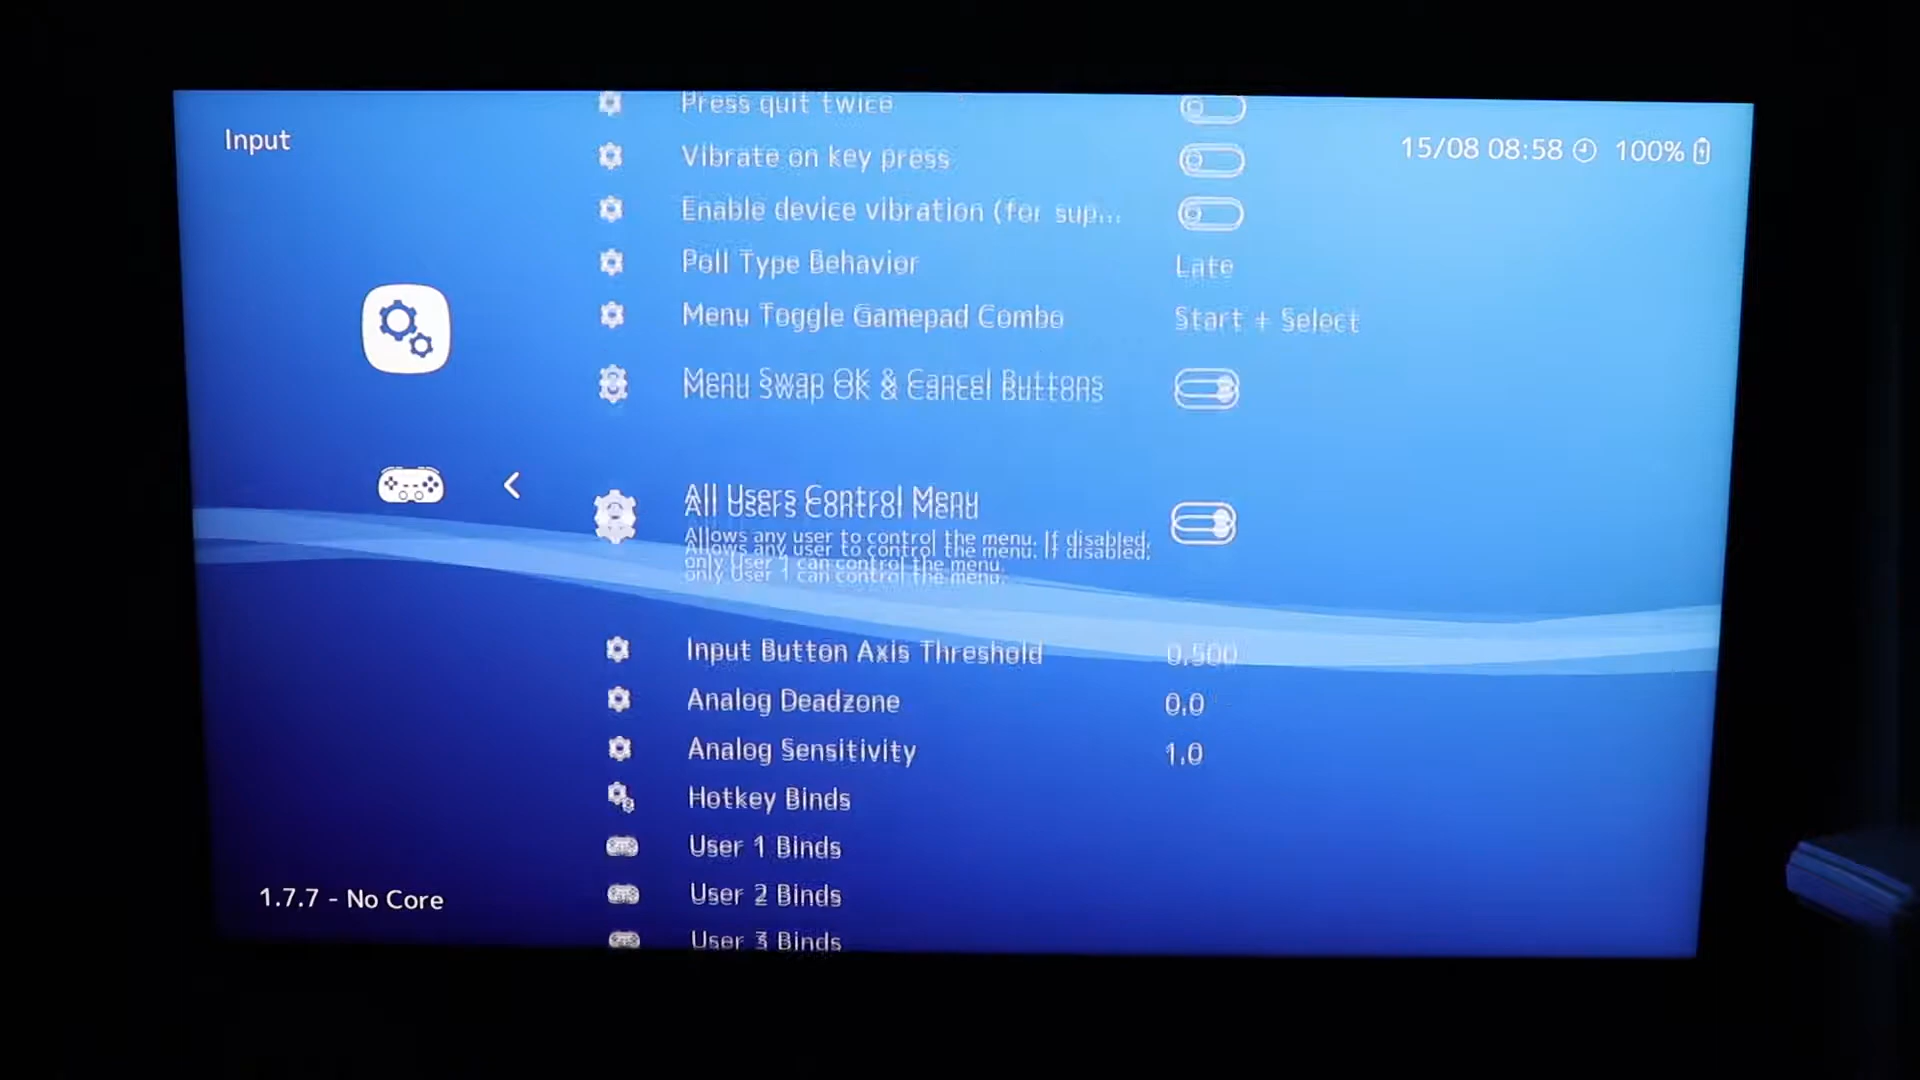 Input
15/08 08:58 100%
Press quit twice
Vibrate on key press
Enable device vibration (for sup...
Poll Type Behavior Late
Menu Toggle Gamepad Combo Start + Select
Menu Swap OK & Cancel Buttons
All Users Control Menu
Allows any user to control the menu. If disabled,
only User 1 can control the menu.
Input Button Axis Threshold 0.500
Analog Deadzone 0.0
Analog Sensitivity 1.0
Hotkey Binds
User 1 Binds
User 2 Binds
User 3 Binds
1.7.7 - No Core